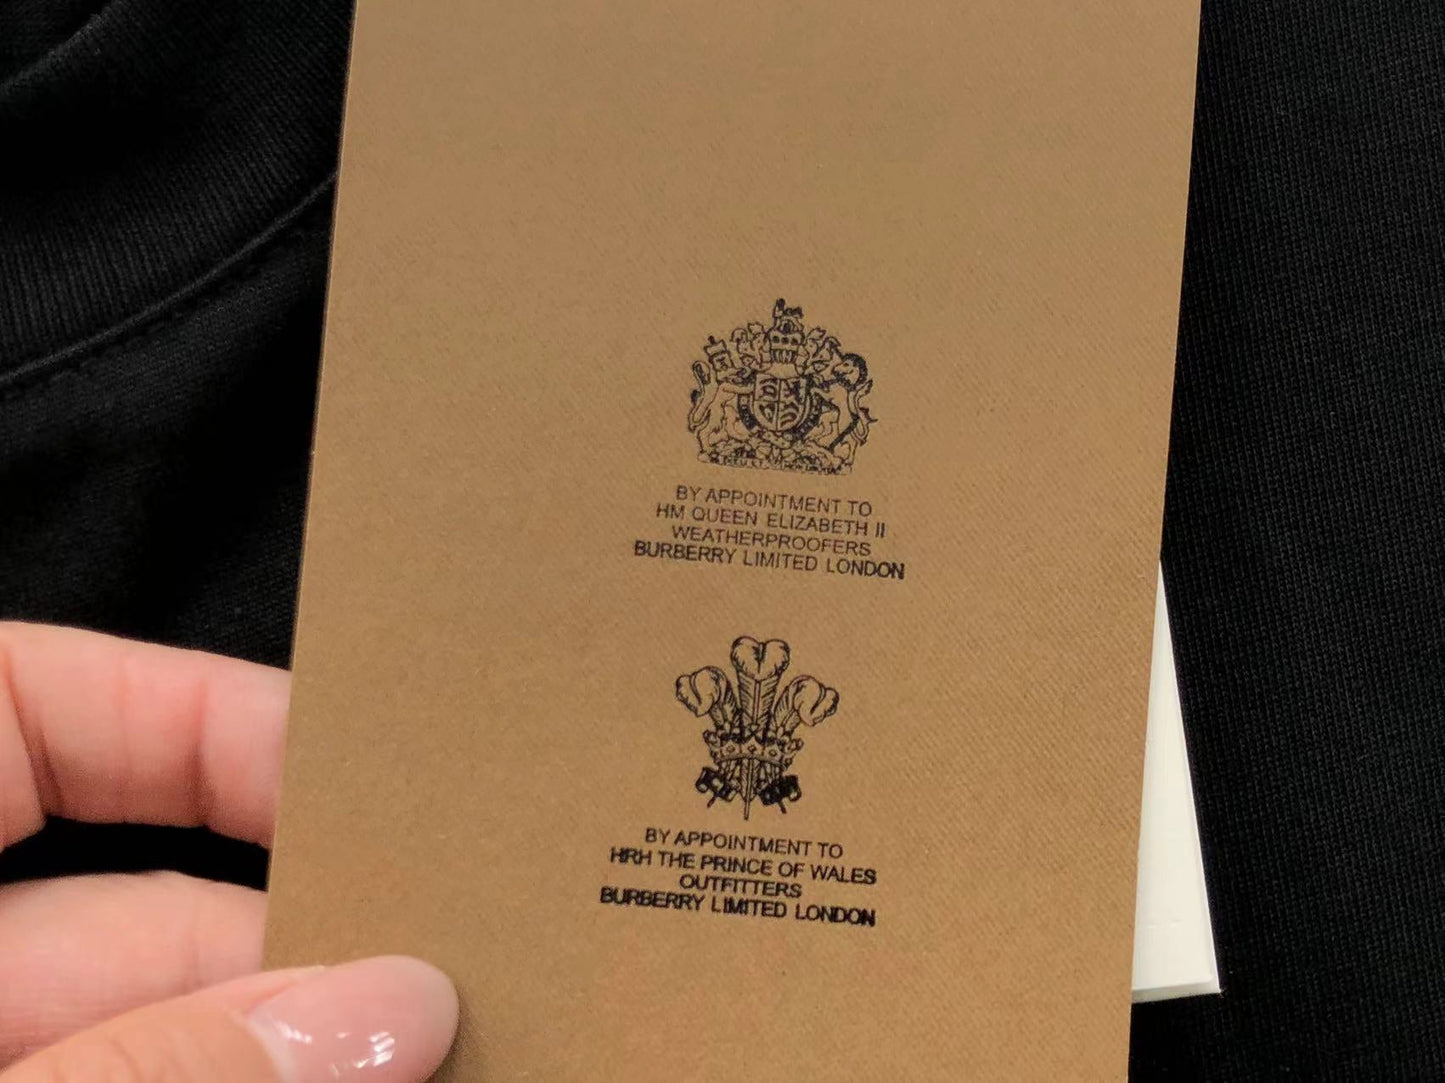 BY APPOINTMENT TO
HM QUEEN ELIZABETH II
WEATHERPROOFERS
BURBERRY LIMITED LONDON
BY APPOINTMENT TO
HRH THE PRINCE OF WALES
OUTFITTERS
BURBERRY LIMITED LONDON